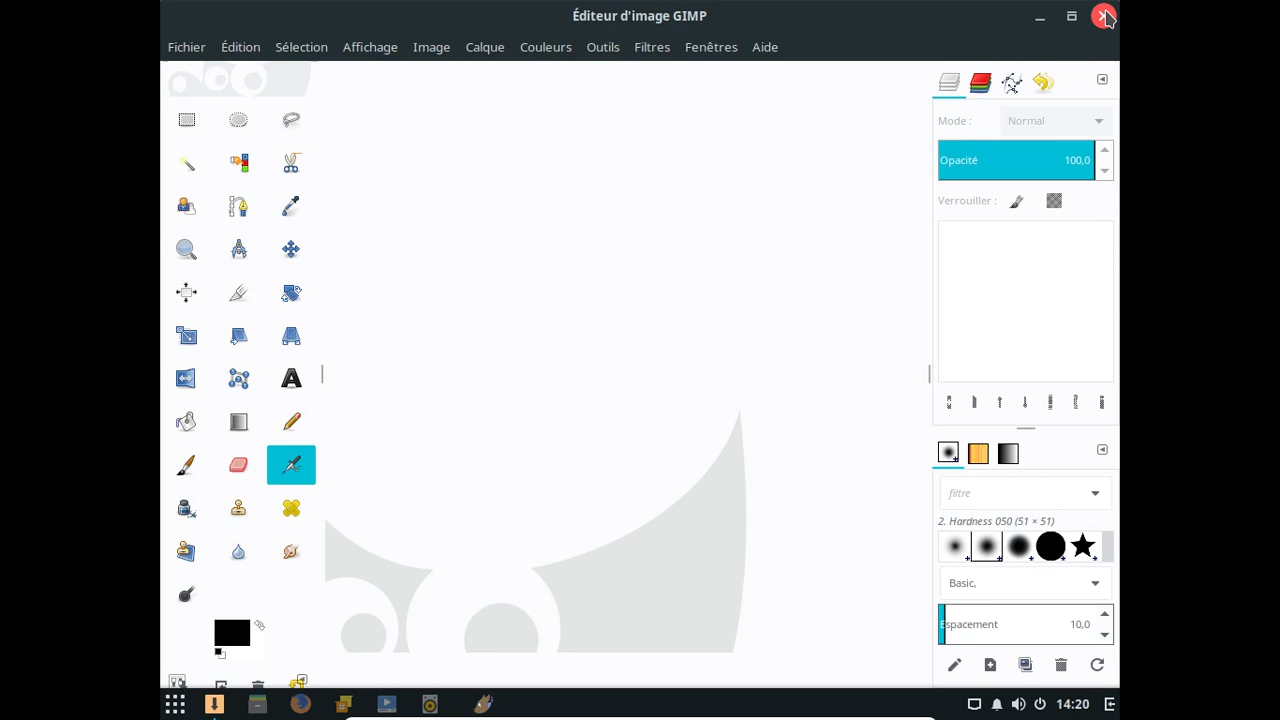 Éditeur d'image GIMP
Fichier Édition Sélection Affichage Image Calque Couleurs Outils Filtres Fenêtres Aide
Mode : Normal
Opacité 100,0
Verrouiller :
filtre
2. Hardness 050 (51 × 51)
Basic,
Espacement 10,0
14:20